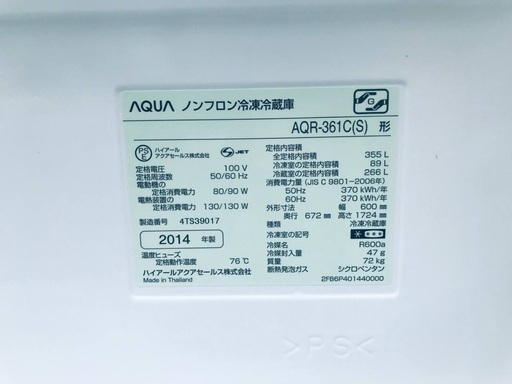 AQUA ノンフロン冷凍冷蔵庫
G
AQR-361C(S) 形
PS E ハイアール アクアセールス株式会社 S JET
定格電圧 100 V
定格周波数 50/60 Hz
電動機の
定格消費電力 80/90 W
電熱装置の
定格消費電力 130/130 W
製造番号 4TS39017
2014 年製
温度ヒューズ
定格動作温度 76℃
ハイアールアクアセールス株式会社
Made in Thailand
定格内容積
全定格内容積 355 L
冷凍室の定格内容積 89 L
冷蔵室の定格内容積 266 L
消費電力量 (JIS C 9801-2006年)
50Hz 370 kWh/年
60Hz 370 kWh/年
外形寸法 幅 600 mm
奥行 672 mm 高さ 1724 mm
種類 冷凍冷蔵庫
冷凍室の記号
冷媒 R600a
冷媒封入量 47 g
質量 72 kg
断熱発泡ガス シクロペンタン
2FB6P401440000
>PS<